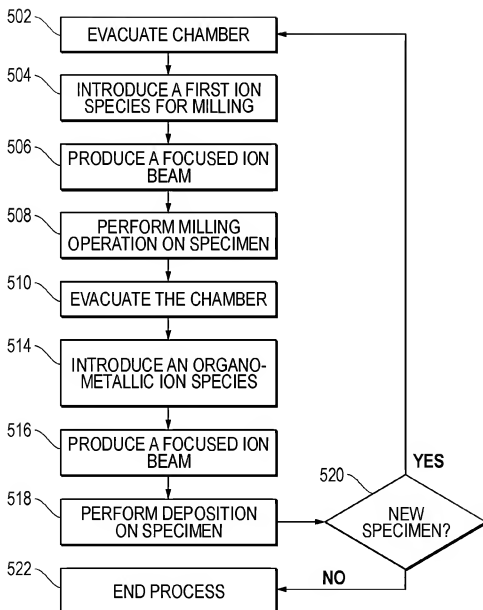 502
EVACUATE CHAMBER
504
INTRODUCE A FIRST ION
SPECIES FOR MILLING
506
PRODUCE A FOCUSED ION
BEAM
508
PERFORM MILLING
OPERATION ON SPECIMEN
510
EVACUATE THE CHAMBER
514
INTRODUCE AN ORGANO-
METALLIC ION SPECIES
516
PRODUCE A FOCUSED ION
BEAM
518
PERFORM DEPOSITION
ON SPECIMEN
520
NEW
SPECIMEN?
YES
NO
522
END PROCESS